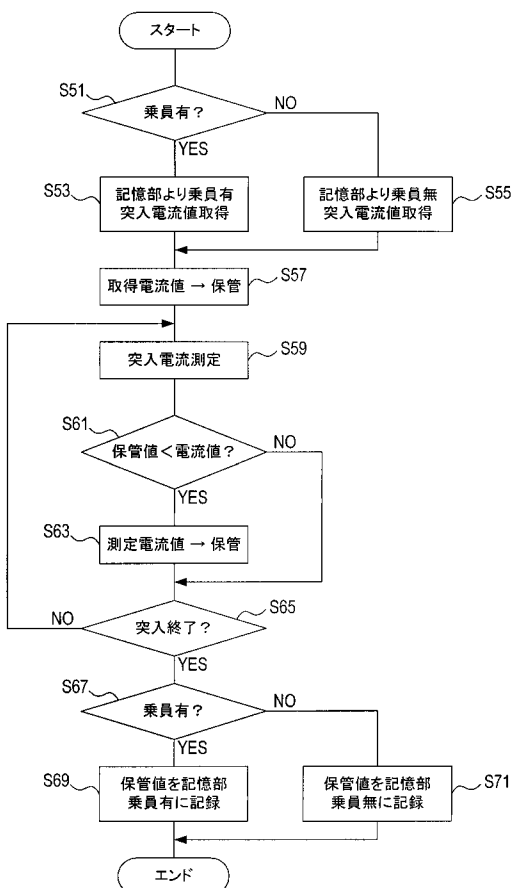 スタート
S51
乗員有?
NO
YES
S53
記憶部より乗員有
突入電流値取得
記憶部より乗員無
突入電流値取得
S55
取得電流値 → 保管
S57
突入電流測定
S59
S61
保管値<電流値?
NO
YES
S63
測定電流値 → 保管
S65
NO
突入終了?
YES
S67
乗員有?
NO
YES
S69
保管値を記憶部
乗員有に記録
保管値を記憶部
乗員無に記録
S71
エンド